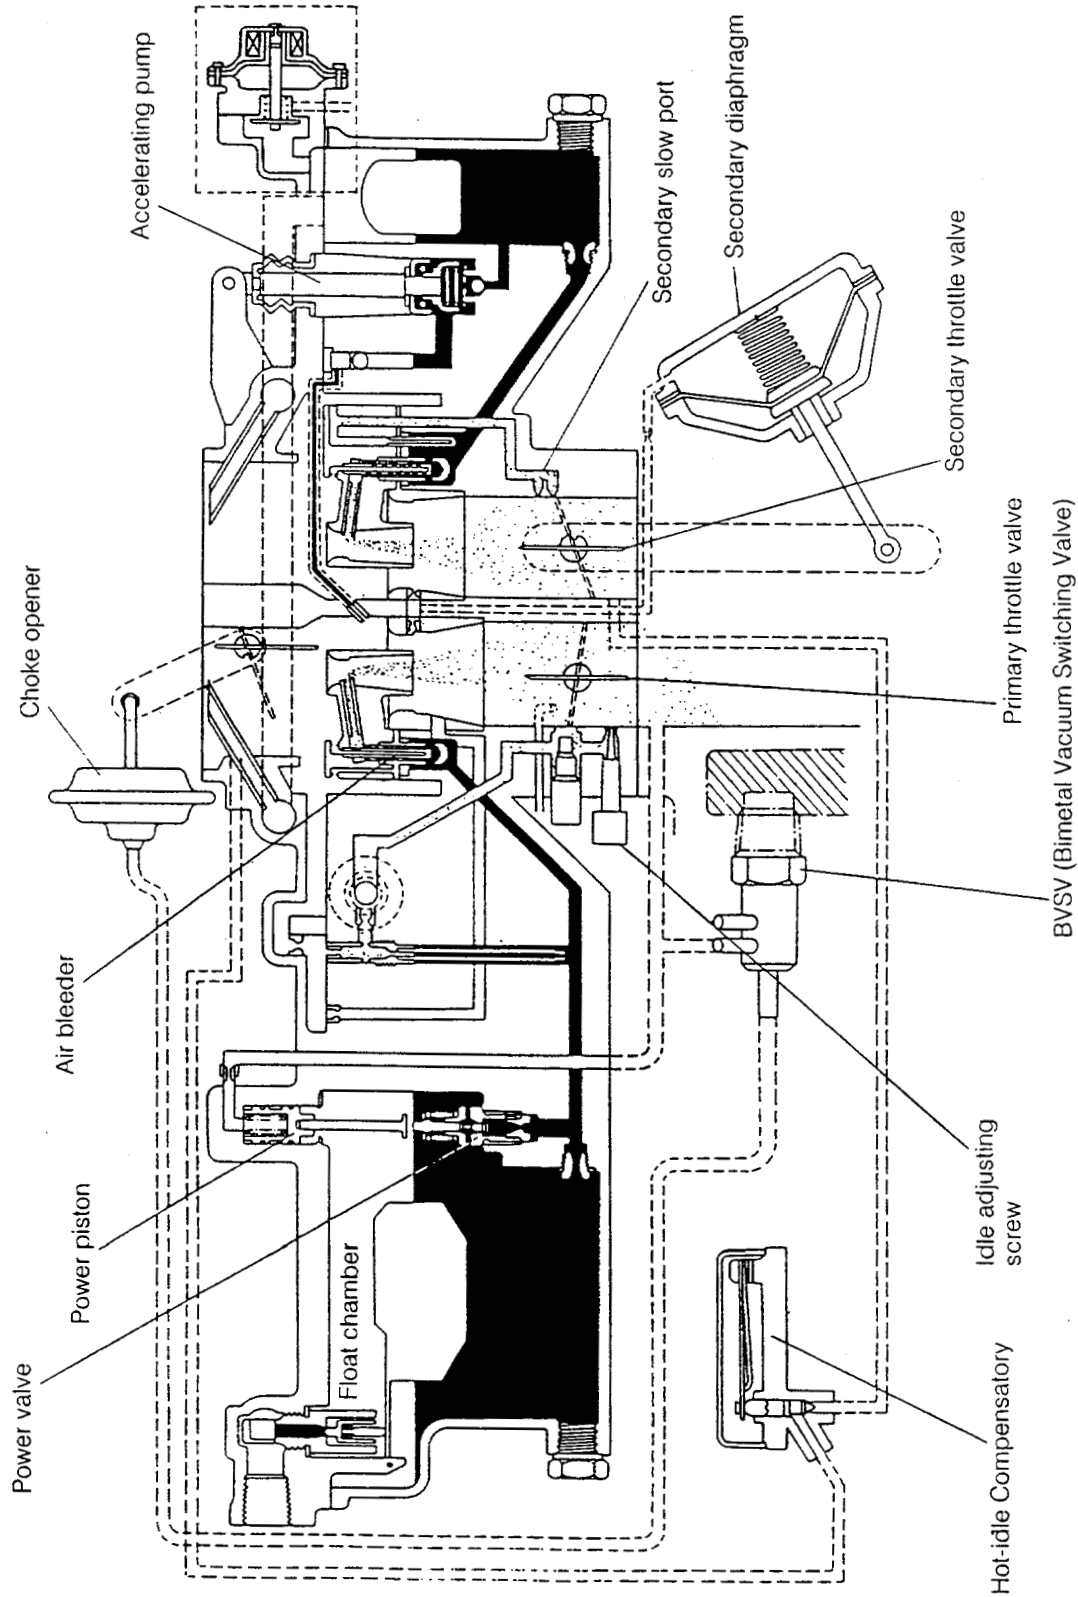 Power valve
Power piston
Air bleeder
Choke opener
Accelerating pump
Float chamber
Secondary slow port
Secondary diaphragm
Secondary throttle valve
Primary throttle valve
BVSV (Bimetal Vacuum Switching Valve)
Idle adjusting
screw
Hot-idle Compensatory